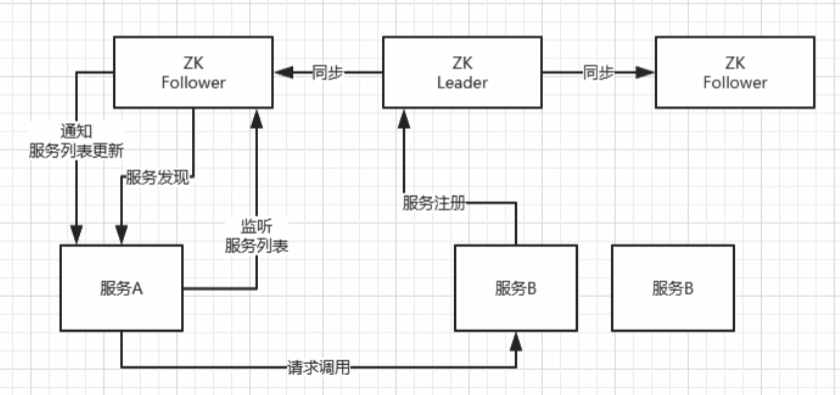 ZK
Follower
同步
ZK
Leader
同步
ZK
Follower
通知
服务列表更新
服务发现
监听
服务列表
服务注册
服务A
服务B
服务B
请求调用